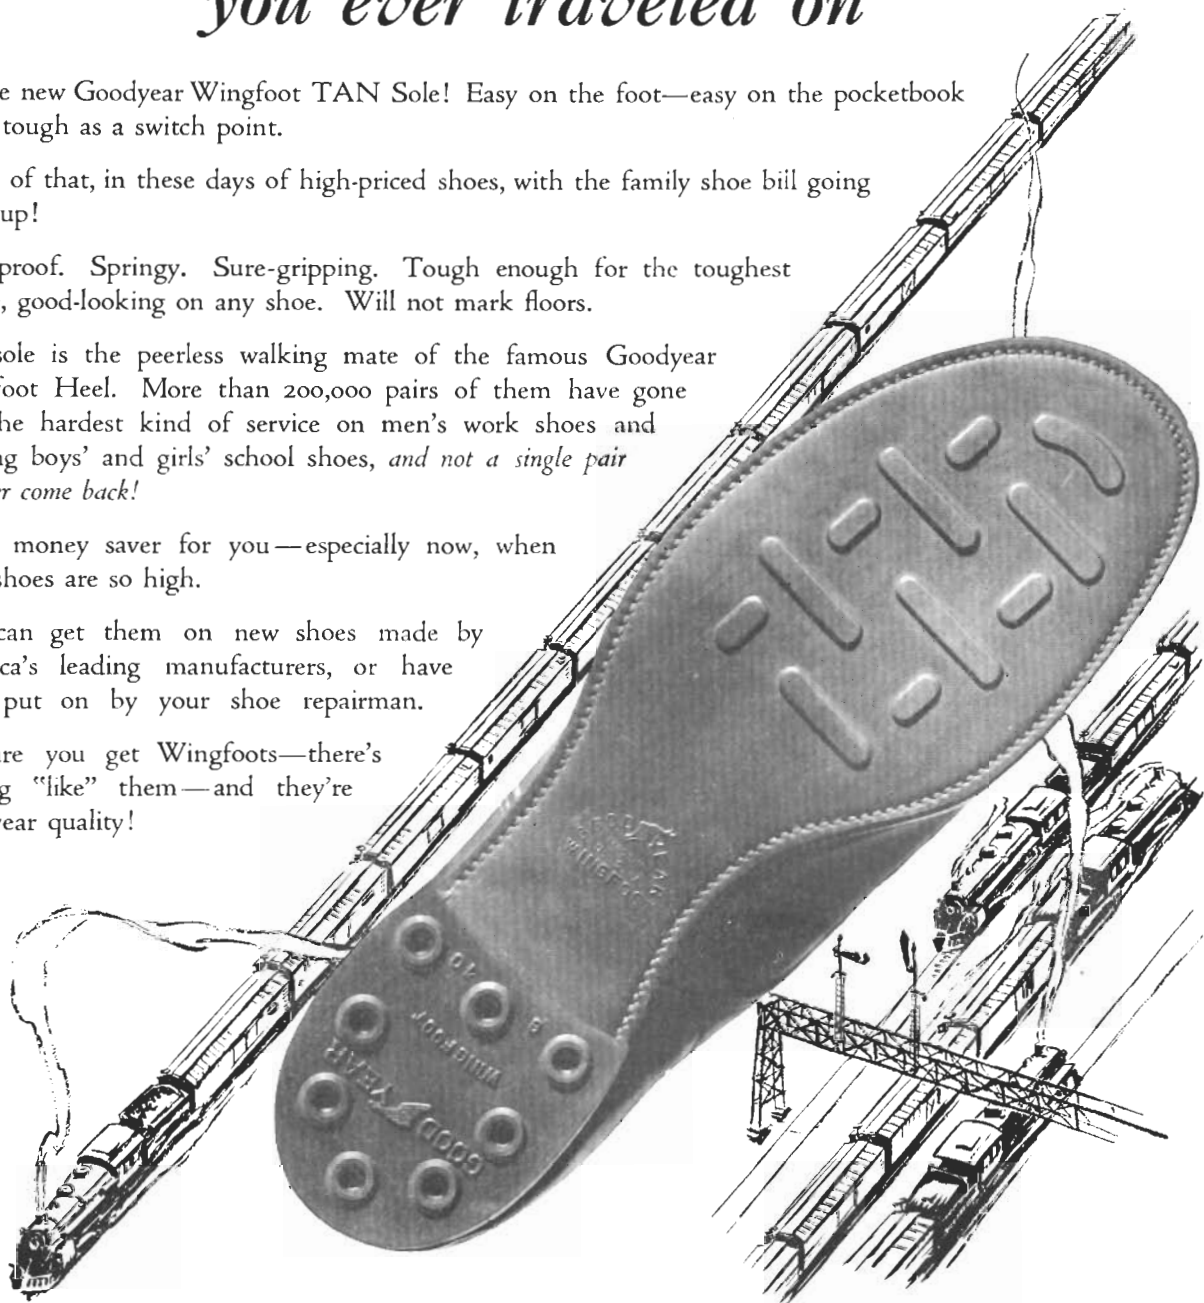 you ever traveled on
e new Goodyear Wingfoot TAN Sole! Easy on the foot—easy on the pocketbook
tough as a switch point.
of that, in these days of high-priced shoes, with the family shoe bill going
up!
proof. Springy. Sure-gripping. Tough enough for the toughest
, good-looking on any shoe. Will not mark floors.
sole is the peerless walking mate of the famous Goodyear
foot Heel. More than 200,000 pairs of them have gone
he hardest kind of service on men's work shoes and
ng boys' and girls' school shoes, and not a single pair
r come back!
money saver for you—especially now, when
shoes are so high.
can get them on new shoes made by
ca's leading manufacturers, or have
put on by your shoe repairman.
re you get Wingfoots—there's
g "like" them—and they're
year quality!
GOODYEAR
WINGFOOT
9 10
WINGFOOT
GOODYEAR